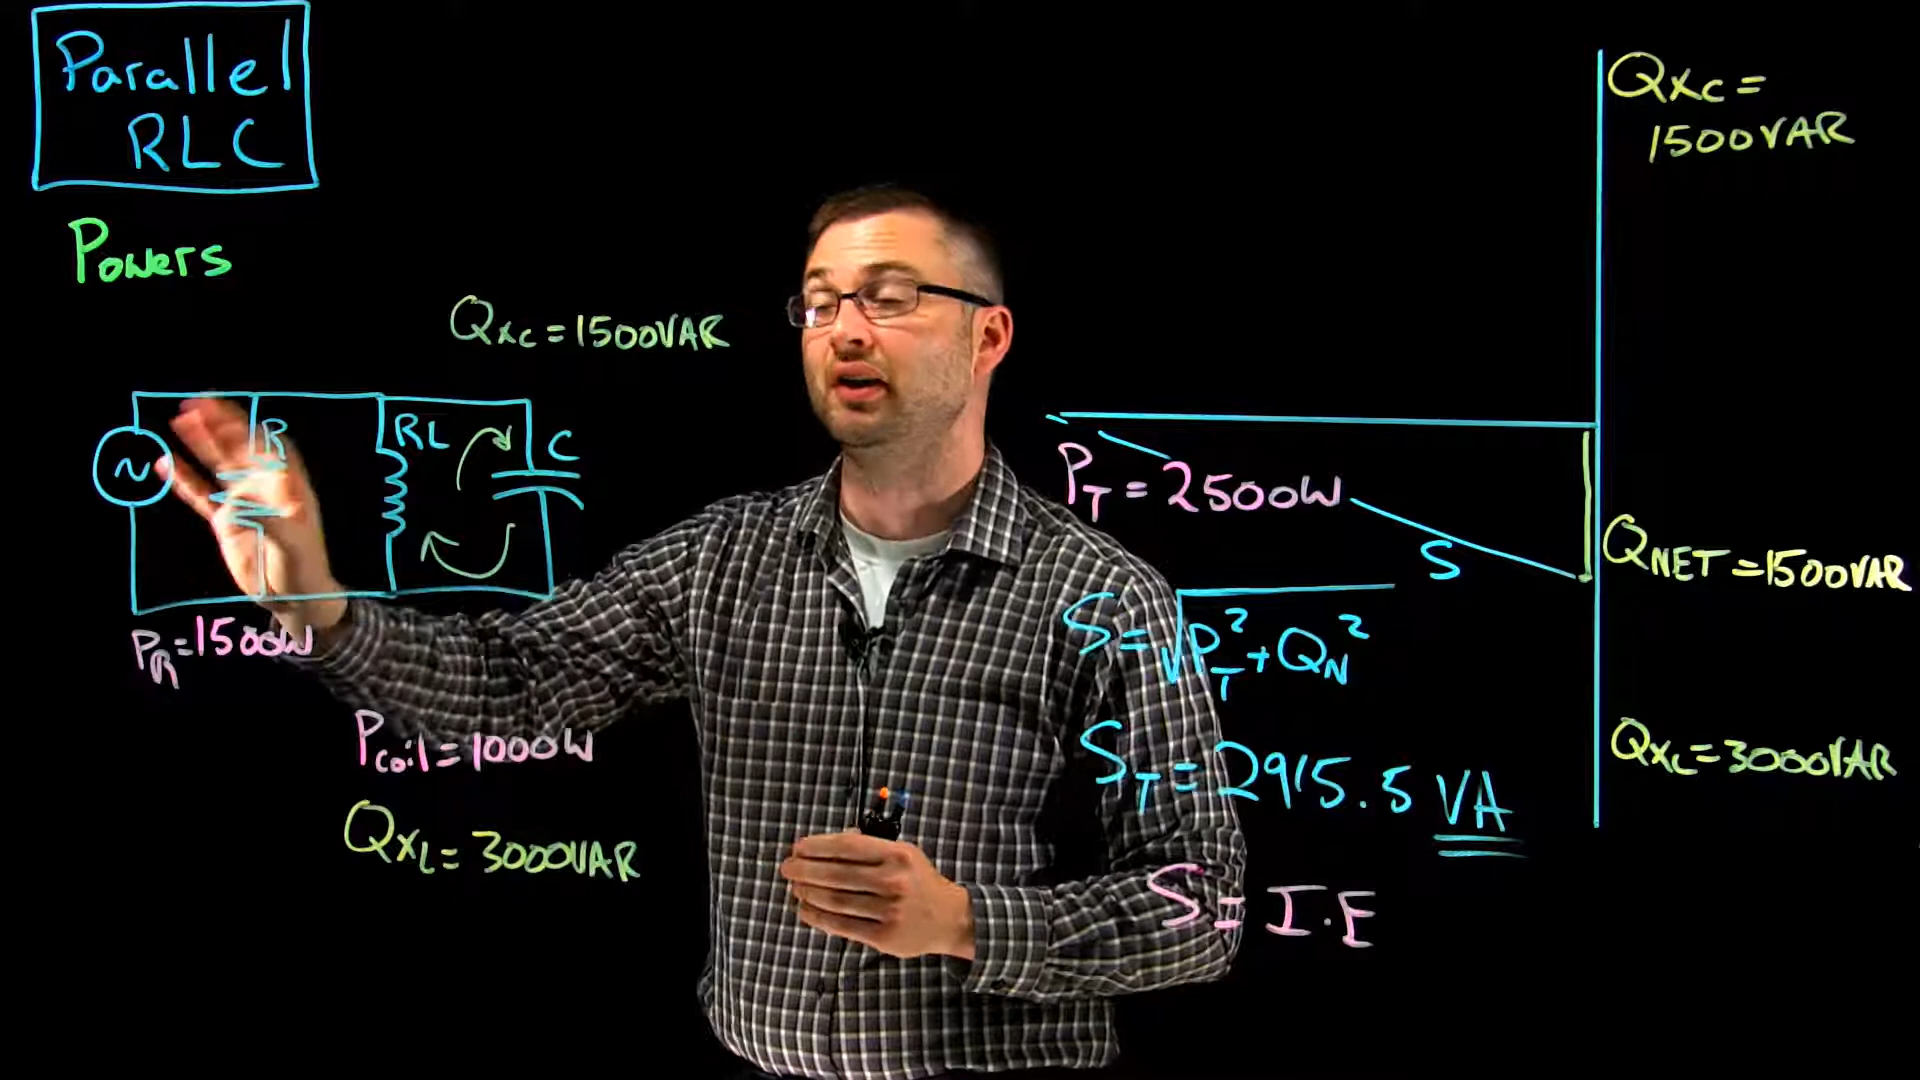 Parallel
RLC
Powers
Qxc=1500VAR
R
RL
C
~
PR=1500W
Pcoil=1000W
QXL=3000VAR
Qxc=
1500VAR
PT=2500W
S
QNET=1500VAR
S=√PT²+QN²
QXL=3000VAR
ST=2915.5 VA
S=I·E